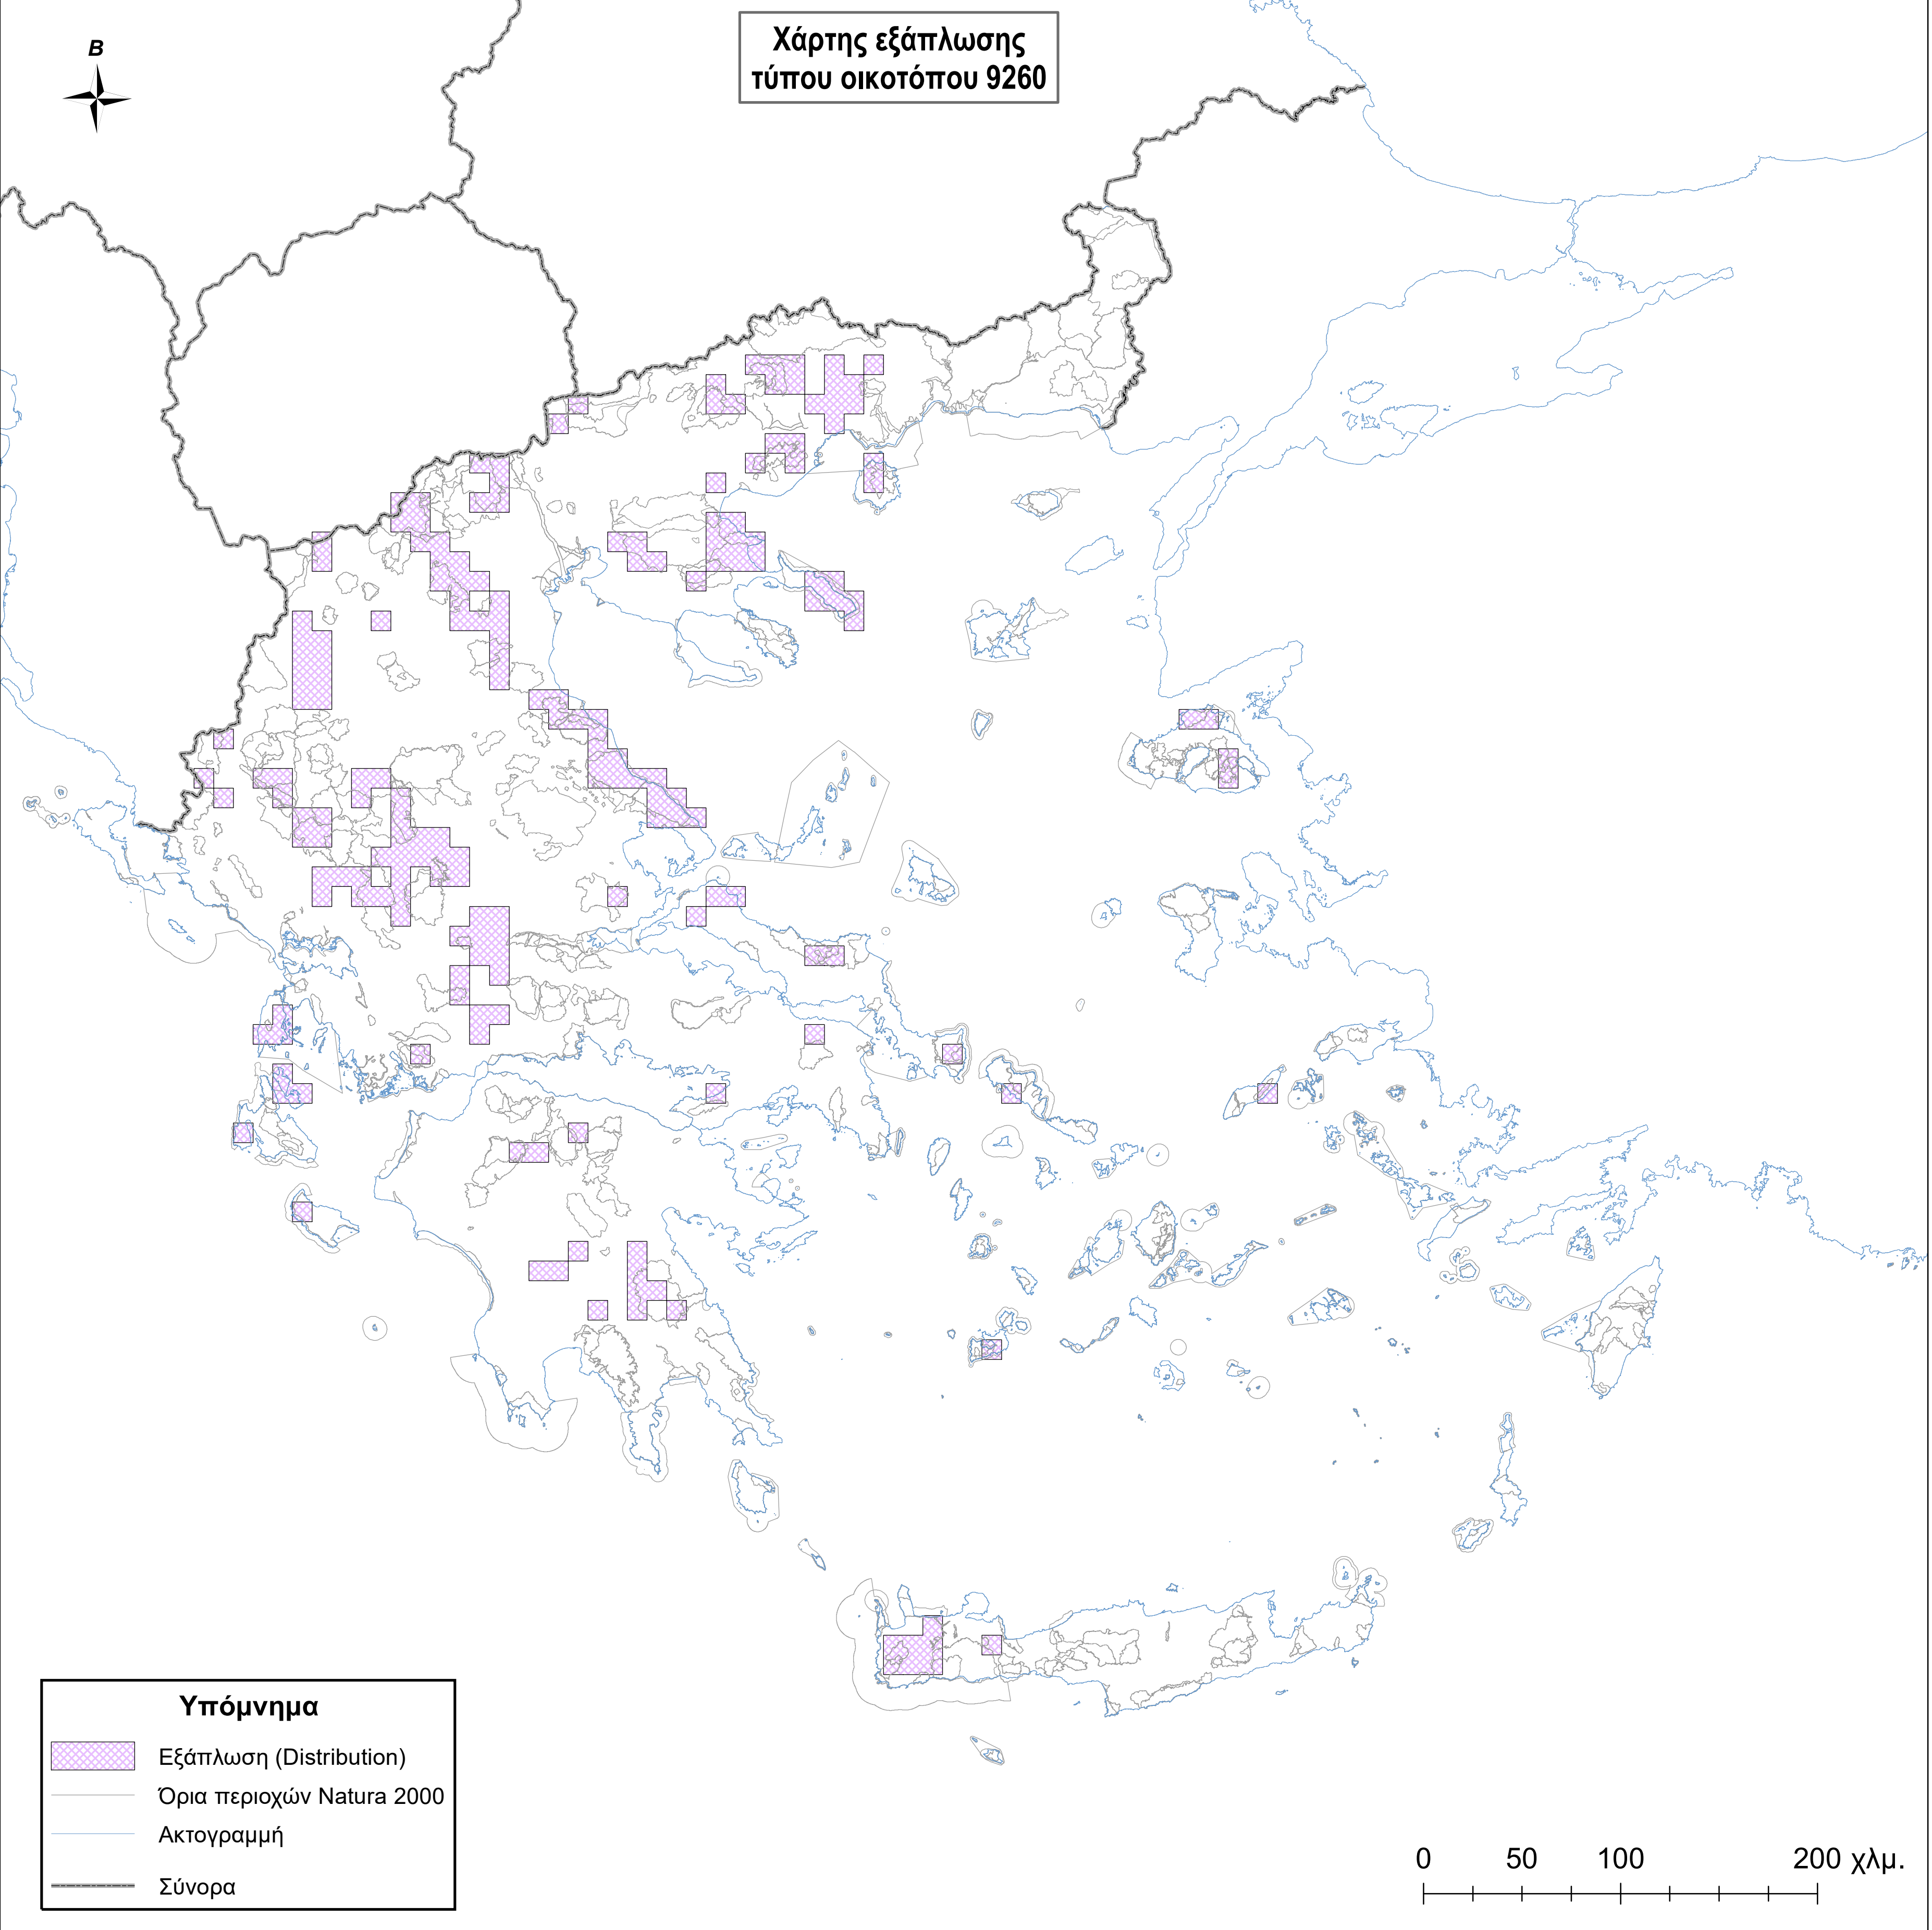 Χάρτης εξάπλωσης
τύπου οικοτόπου 9260
Β
Υπόμνημα
Εξάπλωση (Distribution)
Όρια περιοχών Natura 2000
Ακτογραμμή
Σύνορα
0 50 100 200 χλμ.